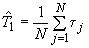 T̂₁ = 1/N ∑_{j=1}^{N} τ_j